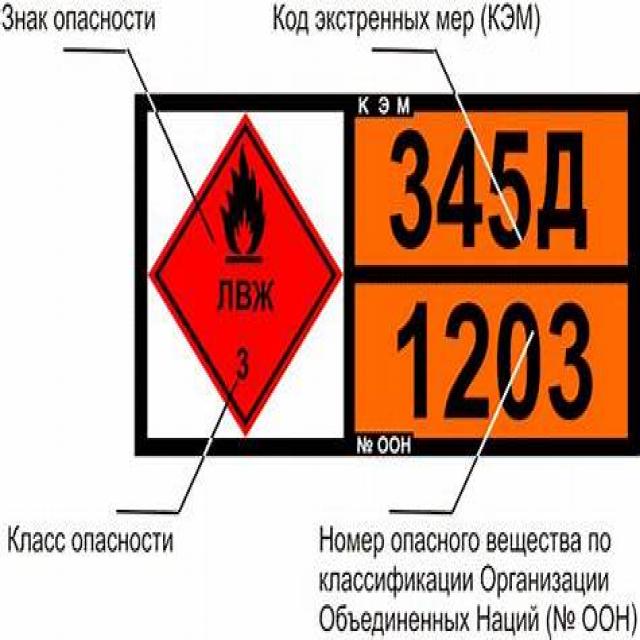 Знак опасности
Код экстренных мер (КЭМ)
К Э М
345Д
ЛВЖ
3
1203
№ ООН
Класс опасности
Номер опасного вещества по
классификации Организации
Объединенных Наций (№ ООН)